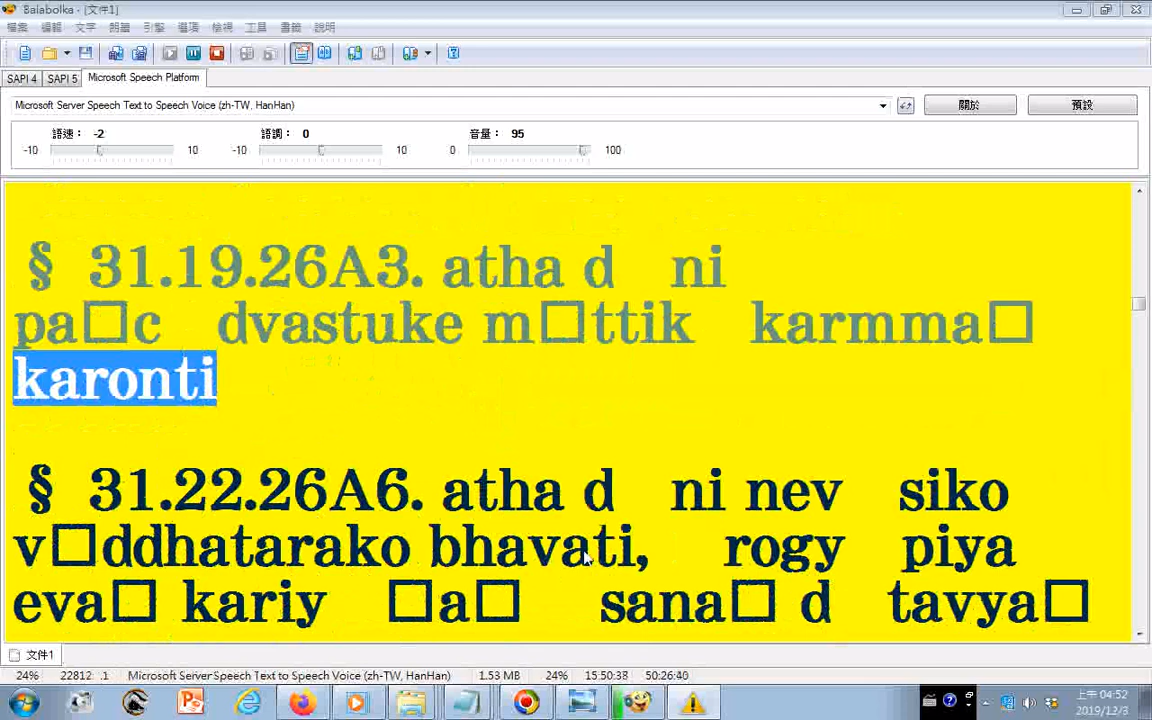 Balabolka - [文件1]
檔案 編輯 文字 朗讀 引擎 選項 檢視 工具 書籤 說明
SAPI 4 SAPI 5 Microsoft Speech Platform
Microsoft Server Speech Text to Speech Voice (zh-TW, HanHan) 關於 預設
語速： -2 語調： 0 音量： 95
-10 10 -10 10 0 100
§ 31.19.26A3. atha d ni
pa□c dvastuke m□ttik karmma□
karonti
§ 31.22.26A6. atha d ni nev siko
v□ddhatarako bhavati, rogy piya
eva□ kariy □a□ sana□ d tavya□
文件1
24% 22812 .1 Microsoft Server Speech Text to Speech Voice (zh-TW, HanHan) 1.53 MB 24% 15:50:38 50:26:40
上午 04:52
2019/12/3